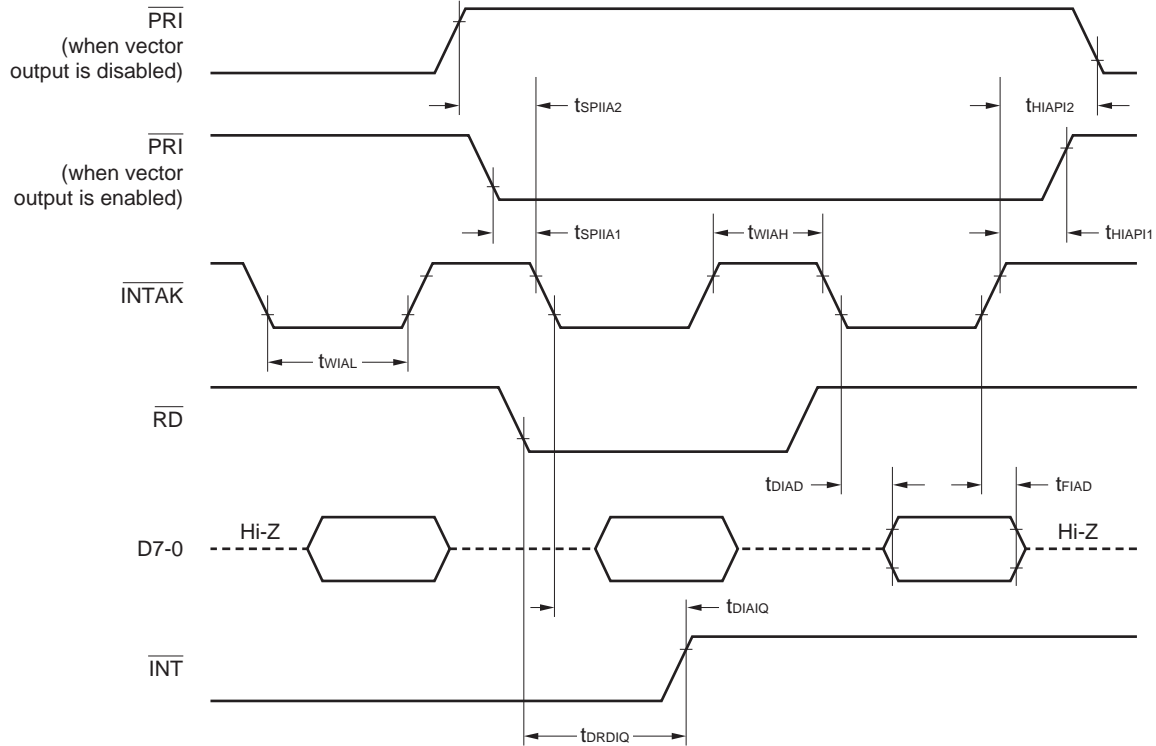 PRI
(when vector
output is disabled)
tSPIIA2
tHIAPI2
PRI
(when vector
output is enabled)
tSPIIA1
tWIAH
tHIAPI1
INTAK
tWIAL
RD
tDIAD
tFIAD
Hi-Z
Hi-Z
D7-0
tDIAIQ
INT
tDRDIQ